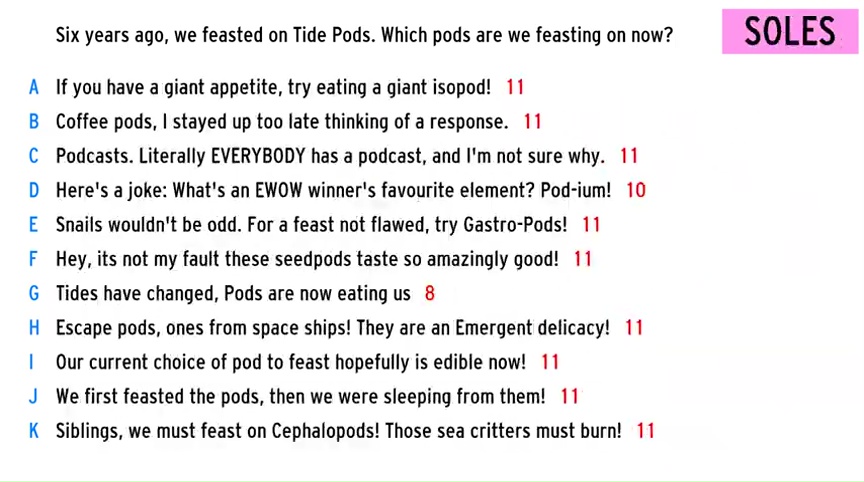 Six years ago, we feasted on Tide Pods. Which pods are we feasting on now?
SOLES
A If you have a giant appetite, try eating a giant isopod! 11
B Coffee pods, I stayed up too late thinking of a response. 11
C Podcasts. Literally EVERYBODY has a podcast, and I'm not sure why. 11
D Here's a joke: What's an EWOW winner's favourite element? Pod-ium! 10
E Snails wouldn't be odd. For a feast not flawed, try Gastro-Pods! 11
F Hey, its not my fault these seedpods taste so amazingly good! 11
G Tides have changed, Pods are now eating us 8
H Escape pods, ones from space ships! They are an Emergent delicacy! 11
I Our current choice of pod to feast hopefully is edible now! 11
J We first feasted the pods, then we were sleeping from them! 11
K Siblings, we must feast on Cephalopods! Those sea critters must burn! 11